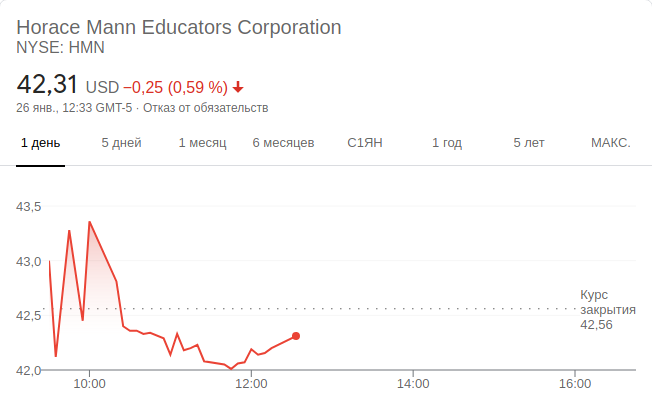 Horace Mann Educators Corporation
NYSE: HMN
42,31 USD −0,25 (0,59 %)
26 янв., 12:33 GMT-5 · Отказ от обязательств
1 день 5 дней 1 месяц 6 месяцев С1ЯН 1 год 5 лет МАКС.
43,5
43,0
42,5
42,0
Курс
закрытия
42,56
10:00 12:00 14:00 16:00